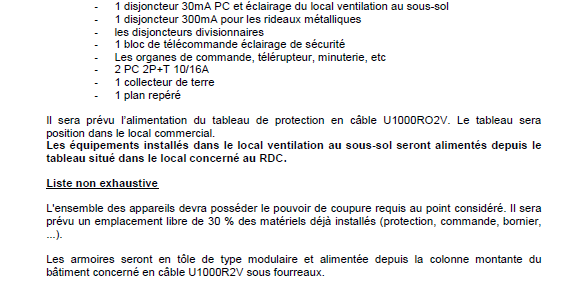 - 1 disjoncteur 30mA PC et éclairage du local ventilation au sous-sol
- 1 disjoncteur 300mA pour les rideaux métalliques
- les disjoncteurs divisionnaires
- 1 bloc de télécommande éclairage de sécurité
- Les organes de commande, télérupteur, minuterie, etc
- 2 PC 2P+T 10/16A
- 1 collecteur de terre
- 1 plan repéré
Il sera prévu l'alimentation du tableau de protection en câble U1000RO2V. Le tableau sera
position dans le local commercial.
Les équipements installés dans le local ventilation au sous-sol seront alimentés depuis le
tableau situé dans le local concerné au RDC.
Liste non exhaustive
L'ensemble des appareils devra posséder le pouvoir de coupure requis au point considéré. Il sera
prévu un emplacement libre de 30 % des matériels déjà installés (protection, commande, bornier,
...).
Les armoires seront en tôle de type modulaire et alimentée depuis la colonne montante du
bâtiment concerné en câble U1000R2V sous fourreaux.